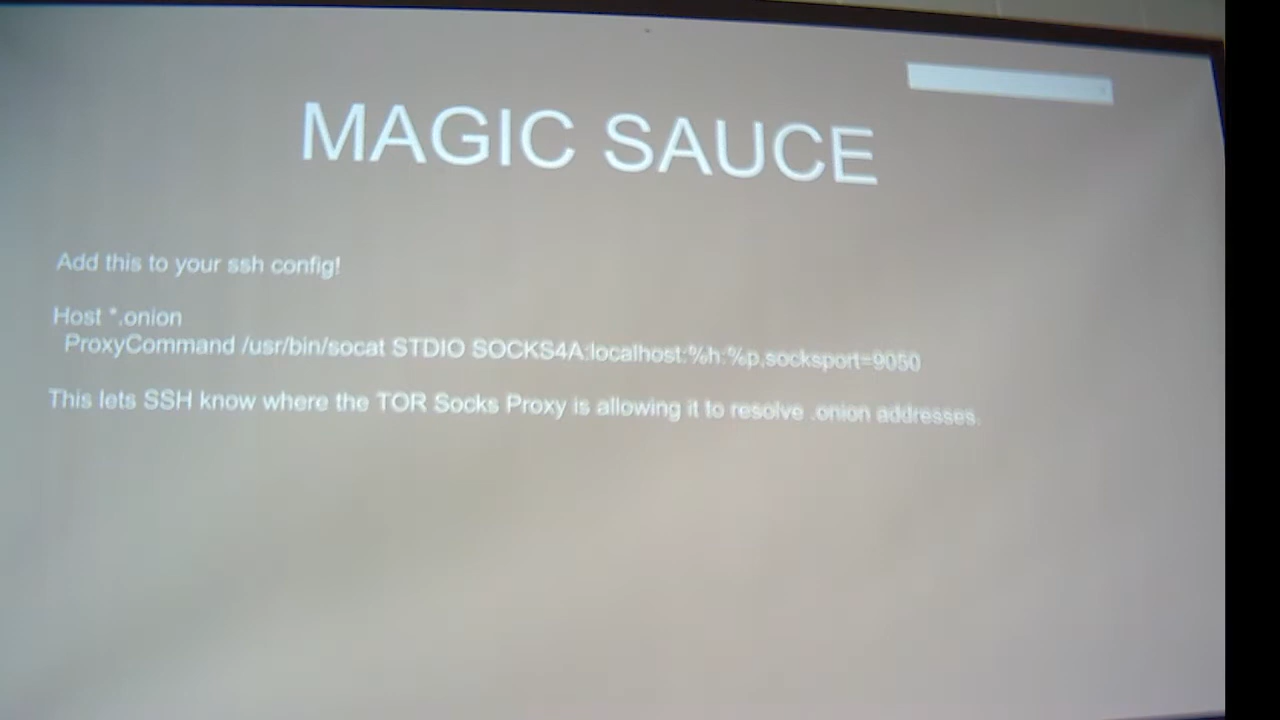 MAGIC SAUCE
Add this to your ssh config!
Host *.onion
ProxyCommand /usr/bin/socat STDIO SOCKS4A:localhost:%h:%p,socksport=9050
This lets SSH know where the TOR Socks Proxy is allowing it to resolve .onion addresses.